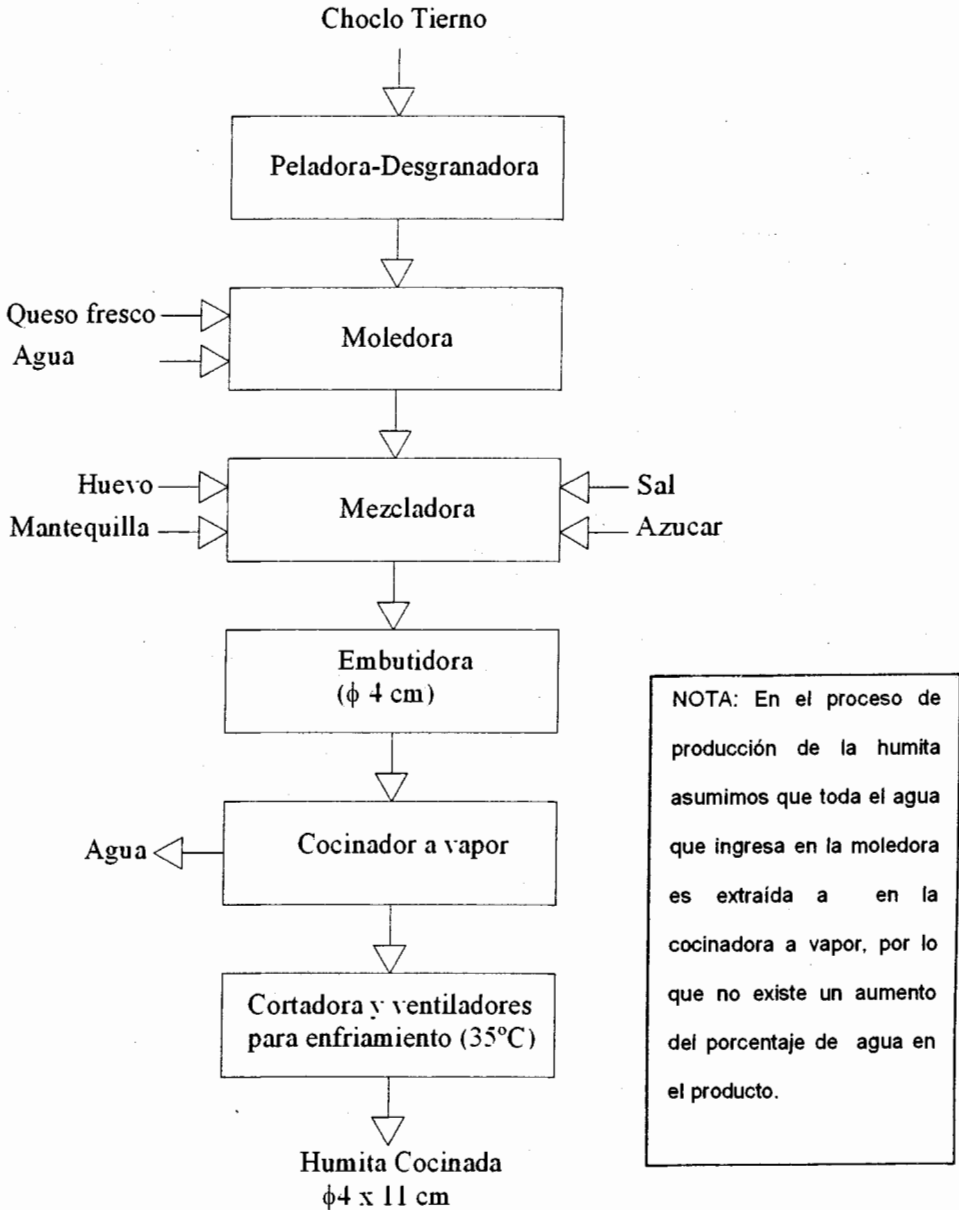 Choclo Tierno
Peladora-Desgranadora
Queso fresco
Agua
Moledora
Huevo
Mantequilla
Mezcladora
Sal
Azucar
Embutidora
(ϕ 4 cm)
Agua
Cocinador a vapor
Cortadora y ventiladores
para enfriamiento (35ºC)
Humita Cocinada
ϕ4 x 11 cm
NOTA: En el proceso de
producción de la humita
asumimos que toda el agua
que ingresa en la moledora
es extraída a en la
cocinadora a vapor, por lo
que no existe un aumento
del porcentaje de agua en
el producto.